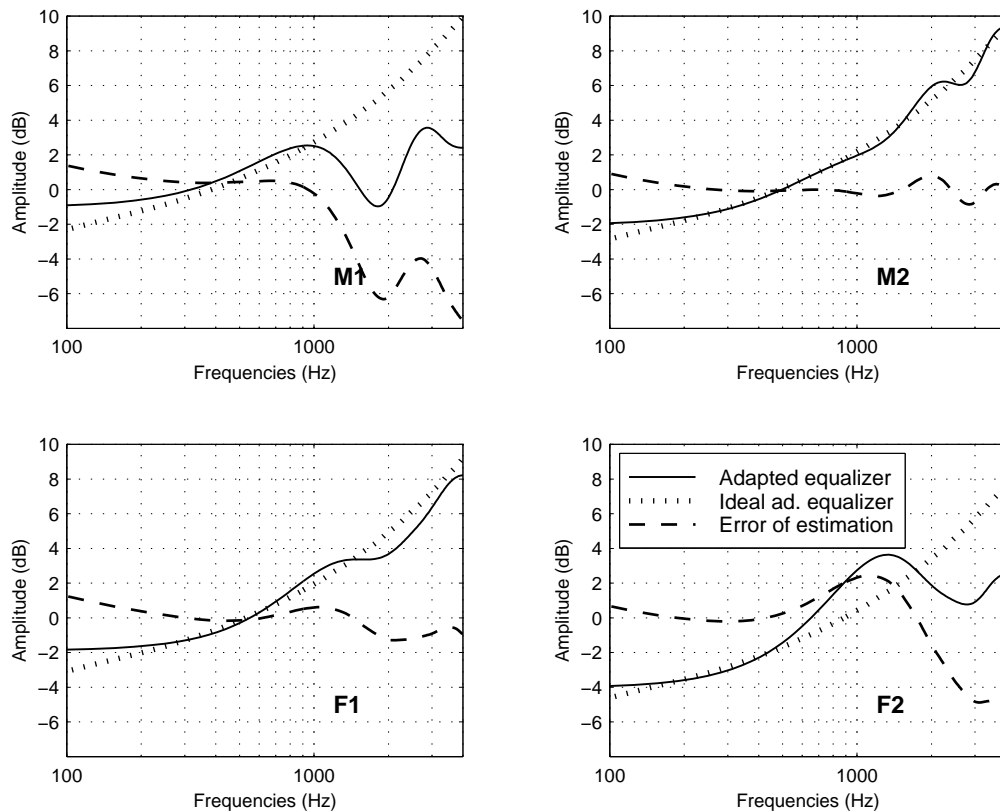 10
8
6
4
2
0
−2
−4
−6
Amplitude (dB)
M1
100
1000
Frequencies (Hz)
10
8
6
4
2
0
−2
−4
−6
Amplitude (dB)
M2
100
1000
Frequencies (Hz)
10
8
6
4
2
0
−2
−4
−6
Amplitude (dB)
F1
100
1000
Frequencies (Hz)
10
8
6
4
2
0
−2
−4
−6
Amplitude (dB)
Adapted equalizer
Ideal ad. equalizer
Error of estimation
F2
100
1000
Frequencies (Hz)